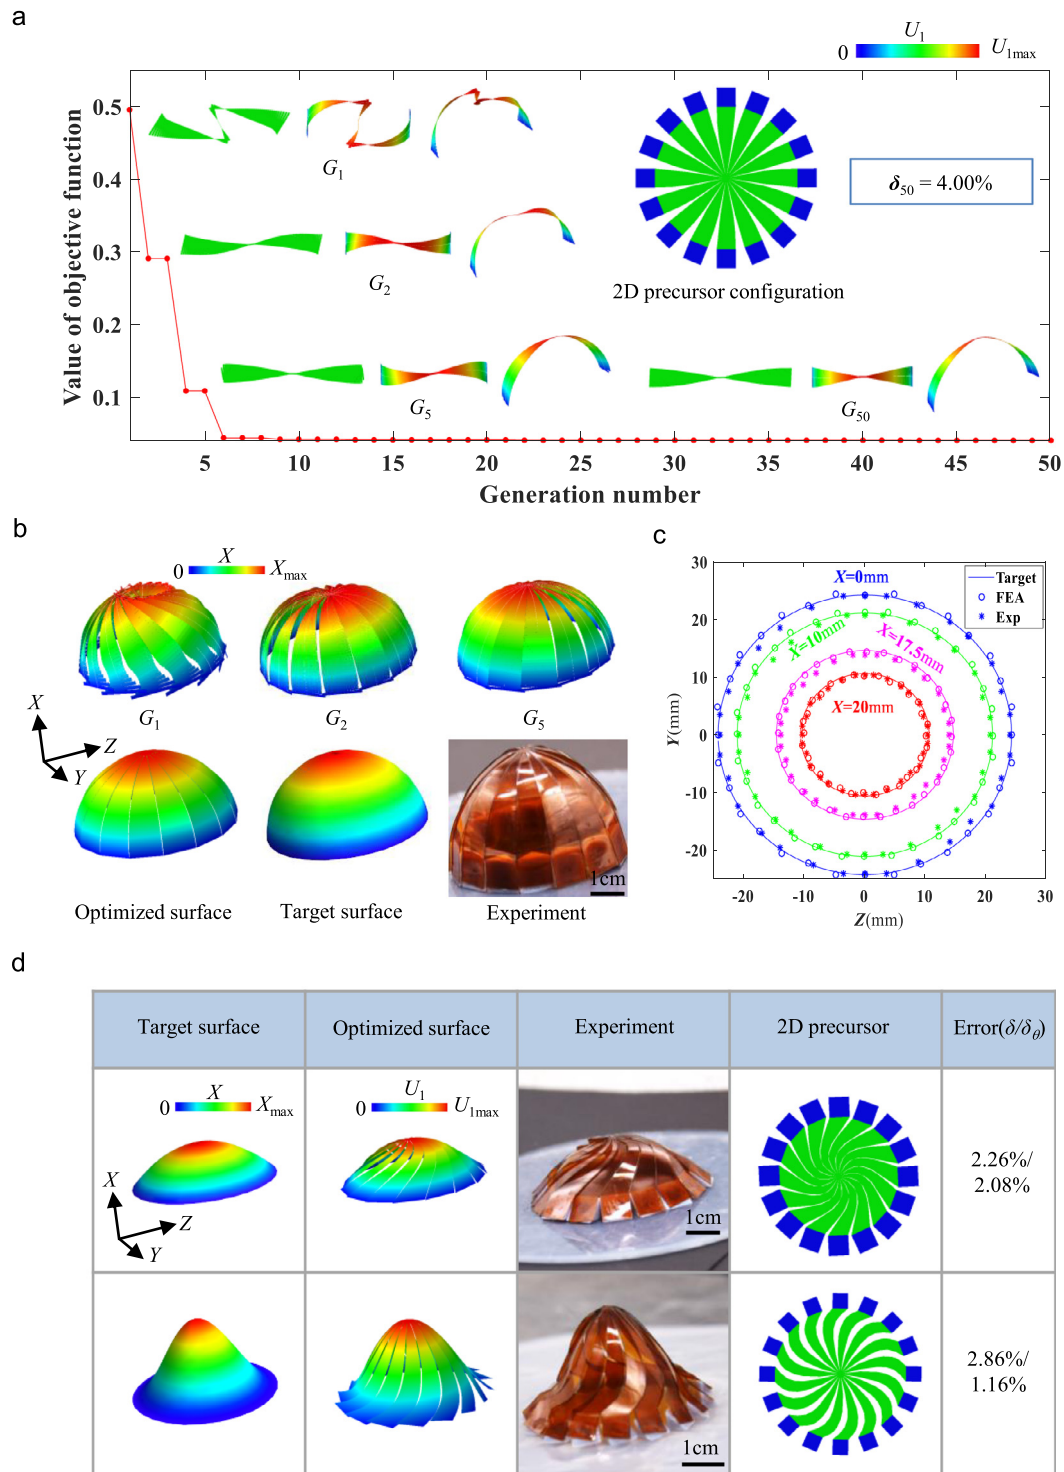 a
U1
0
U1max
Value of objective function
0.5
0.4
0.3
0.2
0.1
G1
G2
G5
G50
δ50 = 4.00%
2D precursor configuration
5 10 15 20 25 30 35 40 45 50
Generation number
b
X
0
Xmax
G1
G2
G5
X
Z
Y
Optimized surface
Target surface
Experiment
1cm
c
30
20
10
0
-10
-20
Y(mm)
X=0mm
X=10mm
X=17.5mm
X=20mm
Target
FEA
Exp
-20 -10 0 10 20 30
Z(mm)
d
Target surface
Optimized surface
Experiment
2D precursor
Error(δ/δθ)
X
0
Xmax
U1
0
U1max
X
Z
Y
1cm
2.26%/
2.08%
1cm
2.86%/
1.16%